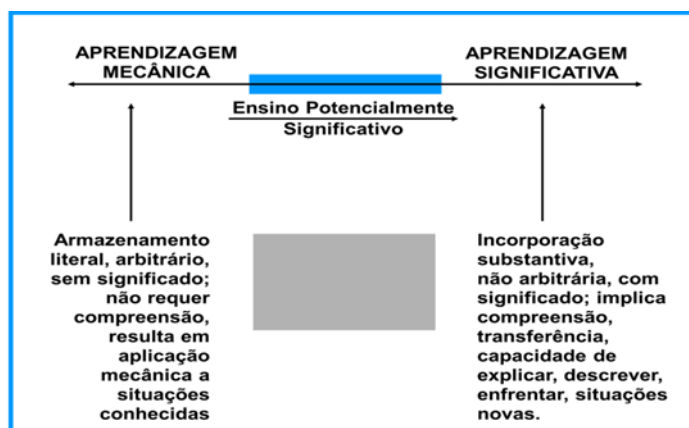 APRENDIZAGEM
MECÂNICA
APRENDIZAGEM
SIGNIFICATIVA
Ensino Potencialmente
Significativo
Armazenamento
literal, arbitrário,
sem significado;
não requer
compreensão,
resulta em
aplicação
mecânica a
situações
conhecidas
Incorporação
substantiva,
não arbitrária, com
significado; implica
compreensão,
transferência,
capacidade de
explicar, descrever,
enfrentar, situações
novas.